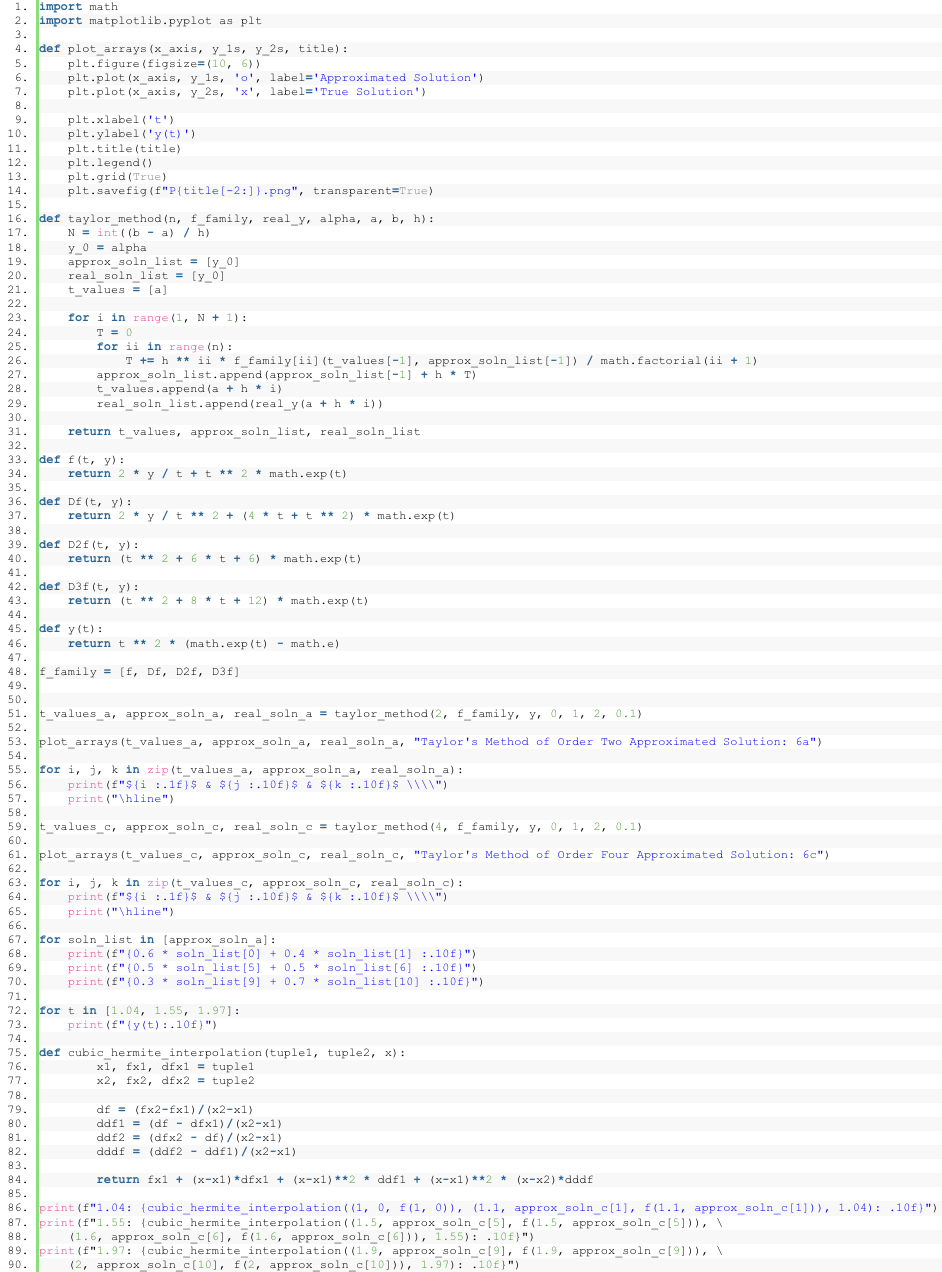 1. import math
2. import matplotlib.pyplot as plt
3.
4. def plot_arrays(x_axis, y_1s, y_2s, title):
5.     plt.figure(figsize=(10, 6))
6.     plt.plot(x_axis, y_1s, 'o', label='Approximated Solution')
7.     plt.plot(x_axis, y_2s, 'x', label='True Solution')
8.
9.     plt.xlabel('t')
10.     plt.ylabel('y(t)')
11.     plt.title(title)
12.     plt.legend()
13.     plt.grid(True)
14.     plt.savefig(f"P{title[-2:]}.png", transparent=True)
15.
16. def taylor_method(n, f_family, real_y, alpha, a, b, h):
17.     N = int((b - a) / h)
18.     y_0 = alpha
19.     approx_soln_list = [y_0]
20.     real_soln_list = [y_0]
21.     t_values = [a]
22.
23.     for i in range(1, N + 1):
24.         T = 0
25.         for ii in range(n):
26.             T += h ** ii * f_family[ii](t_values[-1], approx_soln_list[-1]) / math.factorial(ii + 1)
27.         approx_soln_list.append(approx_soln_list[-1] + h * T)
28.         t_values.append(a + h * i)
29.         real_soln_list.append(real_y(a + h * i))
30.
31.     return t_values, approx_soln_list, real_soln_list
32.
33. def f(t, y):
34.     return 2 * y / t + t ** 2 * math.exp(t)
35.
36. def Df(t, y):
37.     return 2 * y / t ** 2 + (4 * t + t ** 2) * math.exp(t)
38.
39. def D2f(t, y):
40.     return (t ** 2 + 6 * t + 6) * math.exp(t)
41.
42. def D3f(t, y):
43.     return (t ** 2 + 8 * t + 12) * math.exp(t)
44.
45. def y(t):
46.     return t ** 2 * (math.exp(t) - math.e)
47.
48. f_family = [f, Df, D2f, D3f]
49.
50.
51. t_values_a, approx_soln_a, real_soln_a = taylor_method(2, f_family, y, 0, 1, 2, 0.1)
52.
53. plot_arrays(t_values_a, approx_soln_a, real_soln_a, "Taylor's Method of Order Two Approximated Solution: 6a")
54.
55. for i, j, k in zip(t_values_a, approx_soln_a, real_soln_a):
56.     print(f"${i :.1f}$ & ${j :.10f}$ & ${k :.10f}$ \\\\")
57.     print("\hline")
58.
59. t_values_c, approx_soln_c, real_soln_c = taylor_method(4, f_family, y, 0, 1, 2, 0.1)
60.
61. plot_arrays(t_values_c, approx_soln_c, real_soln_c, "Taylor's Method of Order Four Approximated Solution: 6c")
62.
63. for i, j, k in zip(t_values_c, approx_soln_c, real_soln_c):
64.     print(f"${i :.1f}$ & ${j :.10f}$ & ${k :.10f}$ \\\\")
65.     print("\hline")
66.
67. for soln_list in [approx_soln_a]:
68.     print(f"{0.6 * soln_list[0] + 0.4 * soln_list[1] :.10f}")
69.     print(f"{0.5 * soln_list[5] + 0.5 * soln_list[6] :.10f}")
70.     print(f"{0.3 * soln_list[9] + 0.7 * soln_list[10] :.10f}")
71.
72. for t in [1.04, 1.55, 1.97]:
73.     print(f"{y(t):.10f}")
74.
75. def cubic_hermite_interpolation(tuple1, tuple2, x):
76.         x1, fx1, dfx1 = tuple1
77.         x2, fx2, dfx2 = tuple2
78.
79.         df = (fx2-fx1)/(x2-x1)
80.         ddf1 = (df - dfx1)/(x2-x1)
81.         ddf2 = (dfx2 - df)/(x2-x1)
82.         dddf = (ddf2 - ddf1)/(x2-x1)
83.
84.         return fx1 + (x-x1)*dfx1 + (x-x1)**2 * ddf1 + (x-x1)**2 * (x-x2)*dddf
85.
86. print(f"1.04: {cubic_hermite_interpolation((1, 0, f(1, 0)), (1.1, approx_soln_c[1], f(1.1, approx_soln_c[1])), 1.04): .10f}")
87. print(f"1.55: {cubic_hermite_interpolation((1.5, approx_soln_c[5], f(1.5, approx_soln_c[5])), \
88.     (1.6, approx_soln_c[6], f(1.6, approx_soln_c[6])), 1.55): .10f}")
89. print(f"1.97: {cubic_hermite_interpolation((1.9, approx_soln_c[9], f(1.9, approx_soln_c[9])), \
90.     (2, approx_soln_c[10], f(2, approx_soln_c[10])), 1.97): .10f}")